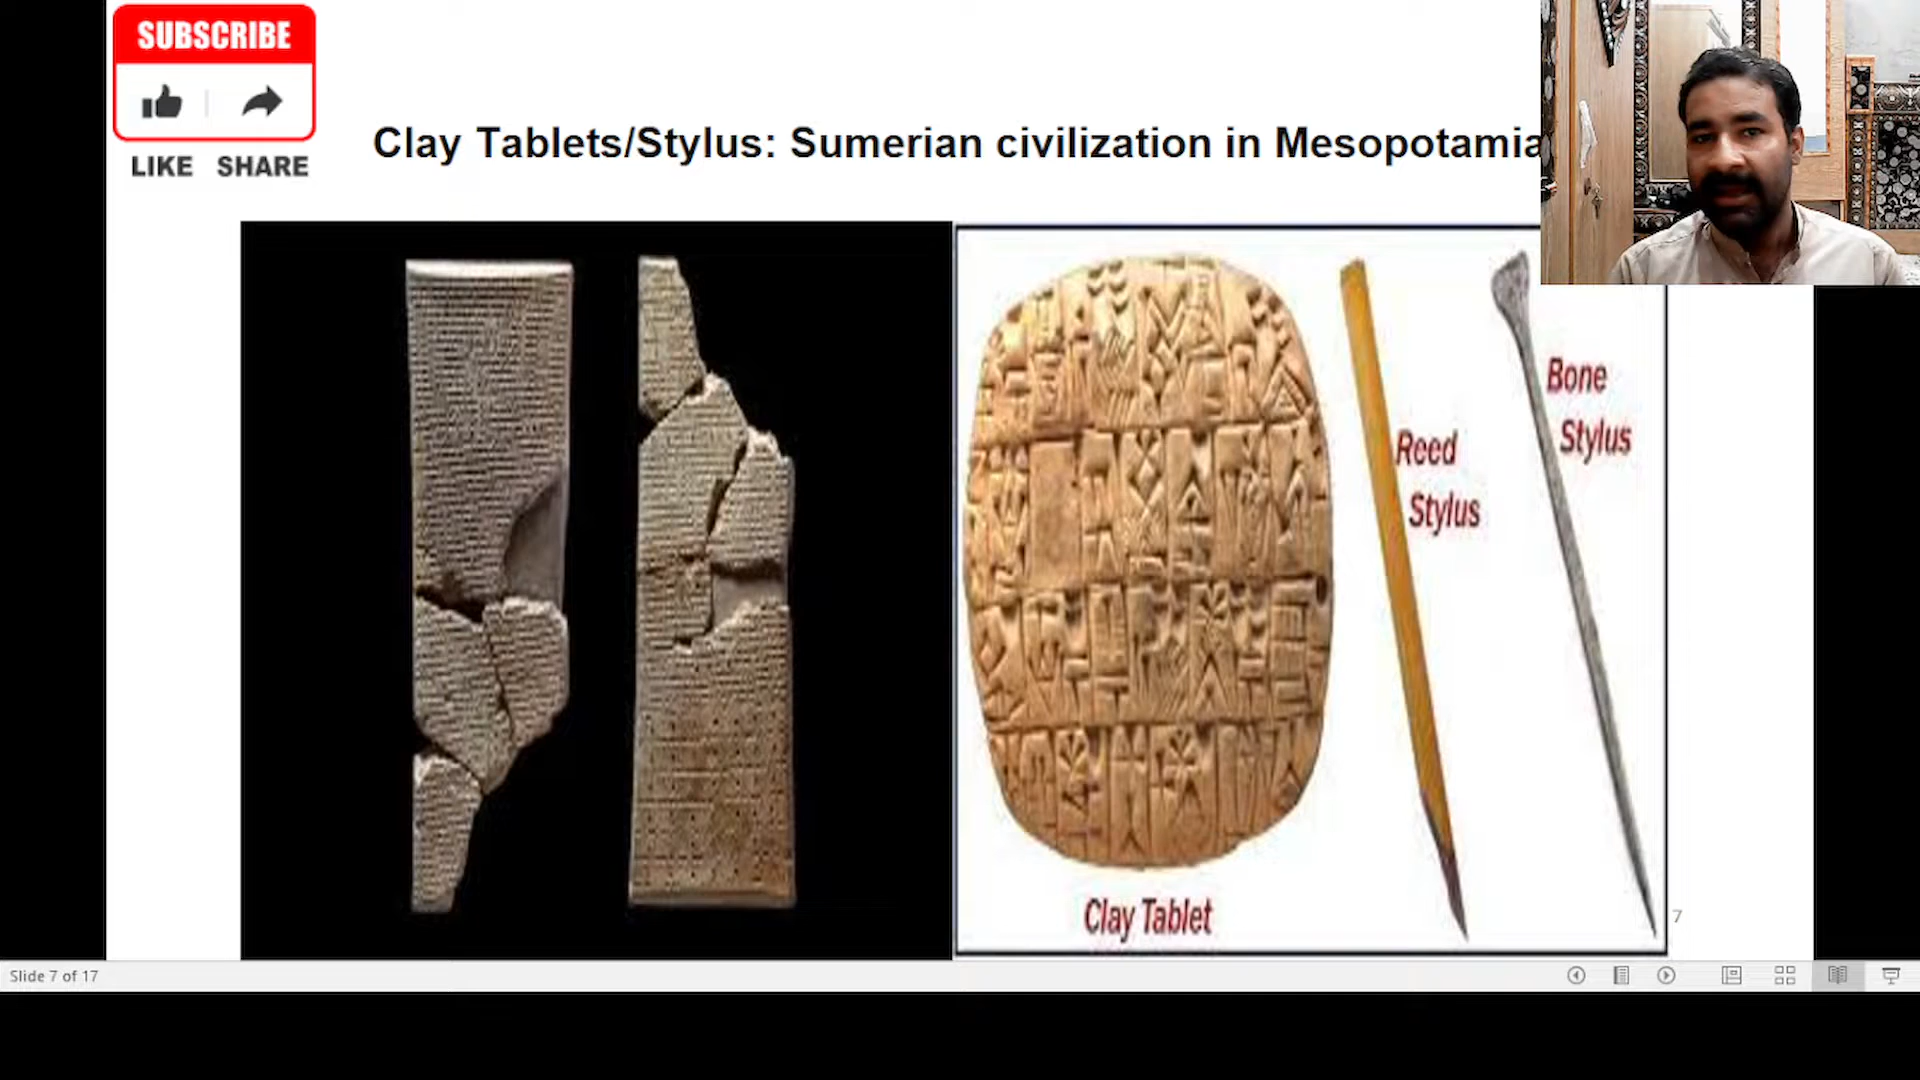 SUBSCRIBE
LIKE SHARE
Clay Tablets/Stylus: Sumerian civilization in Mesopotamia
Bone
Stylus
Reed
Stylus
Clay Tablet
7
Slide 7 of 17